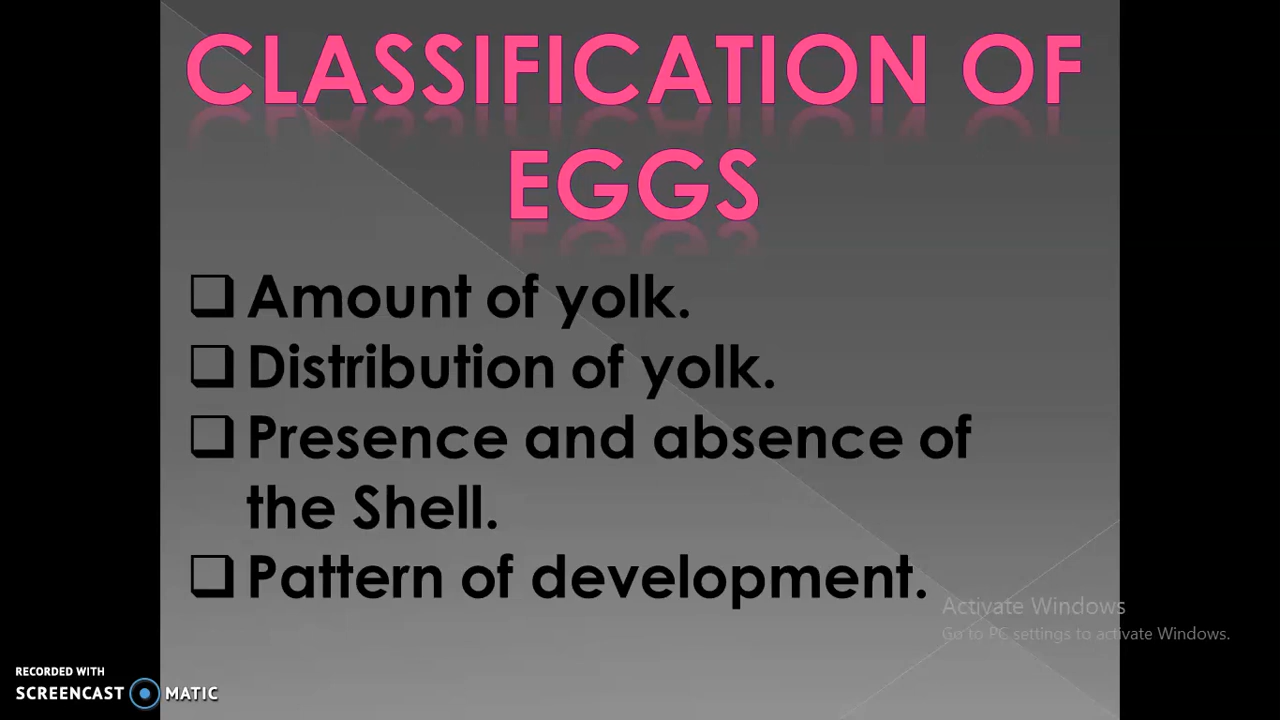 CLASSIFICATION OF
EGGS
❑ Amount of yolk.
❑ Distribution of yolk.
❑ Presence and absence of
the Shell.
❑ Pattern of development.
Activate Windows
Go to PC settings to activate Windows.
RECORDED WITH
SCREENCAST MATIC